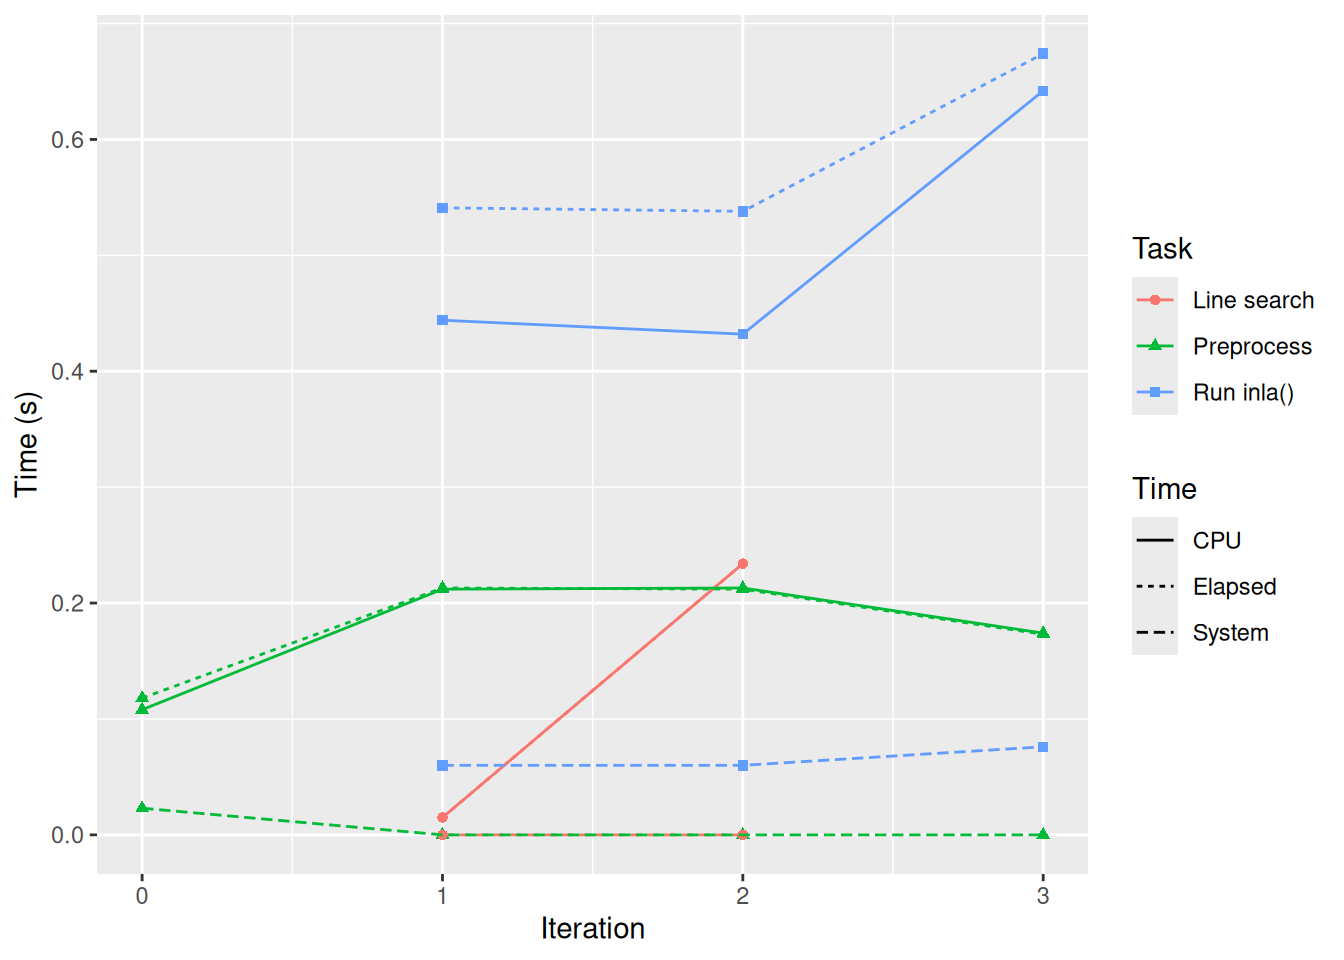 Time (s)
0.6
0.4
0.2
0.0
0
1
2
3
Iteration
Task
Line search
Preprocess
Run inla()
Time
CPU
Elapsed
System